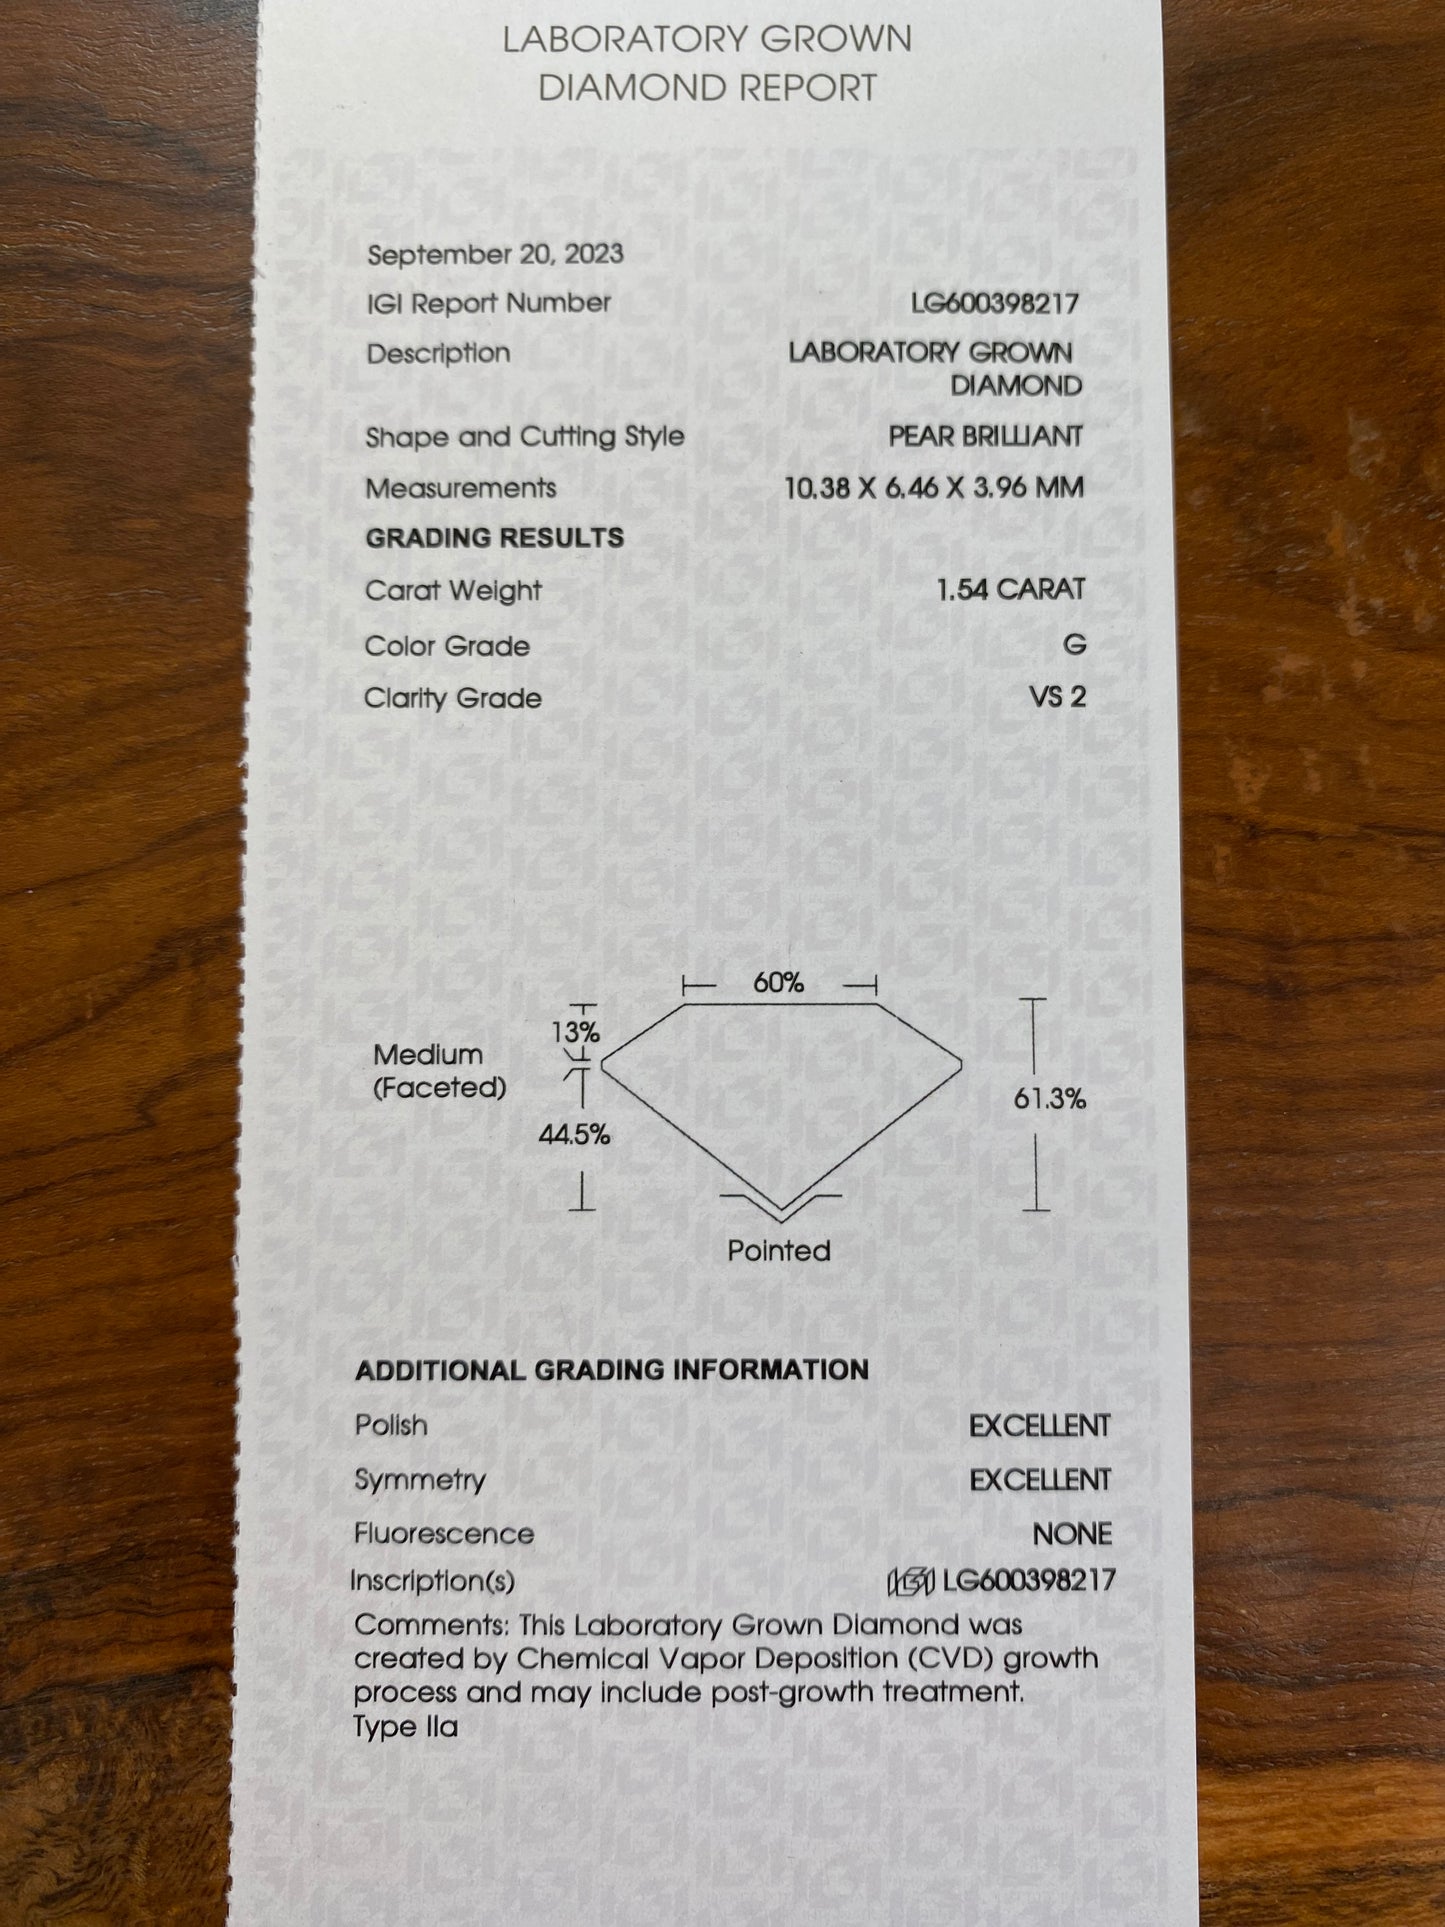 LABORATORY GROWN
DIAMOND REPORT
September 20, 2023
IGI Report Number LG600398217
Description LABORATORY GROWN
DIAMOND
Shape and Cutting Style PEAR BRILLIANT
Measurements 10.38 X 6.46 X 3.96 MM
GRADING RESULTS
Carat Weight 1.54 CARAT
Color Grade G
Clarity Grade VS 2
60%
13%
Medium
(Faceted)
61.3%
44.5%
Pointed
ADDITIONAL GRADING INFORMATION
Polish EXCELLENT
Symmetry EXCELLENT
Fluorescence NONE
Inscription(s) IGI LG600398217
Comments: This Laboratory Grown Diamond was
created by Chemical Vapor Deposition (CVD) growth
process and may include post-growth treatment.
Type IIa